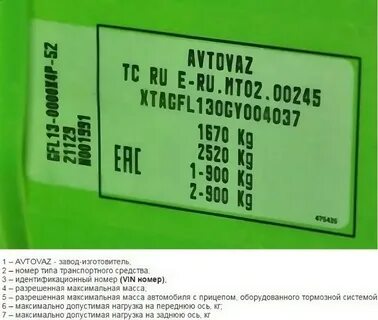 AVTOVAZ
TC RU E-RU.MT02.00245
XTAGFL130GY004037
1670 Kg
2520 Kg
1-900 Kg
2-900 Kg
EAC
GFL13-0000X4P-52
21129
N001991
475425
1 – AVTOVAZ - завод-изготовитель,
2 – номер типа транспортного средства.
3 – идентификационный номер (VIN номер),
4 – разрешенная максимальная масса,
5 – разрешенная максимальная масса автомобиля с прицепом, оборудованного тормозной системой
6 – максимально допустимая нагрузка на переднюю ось, кг;
7 – максимально допустимая нагрузка на заднюю ось, кг